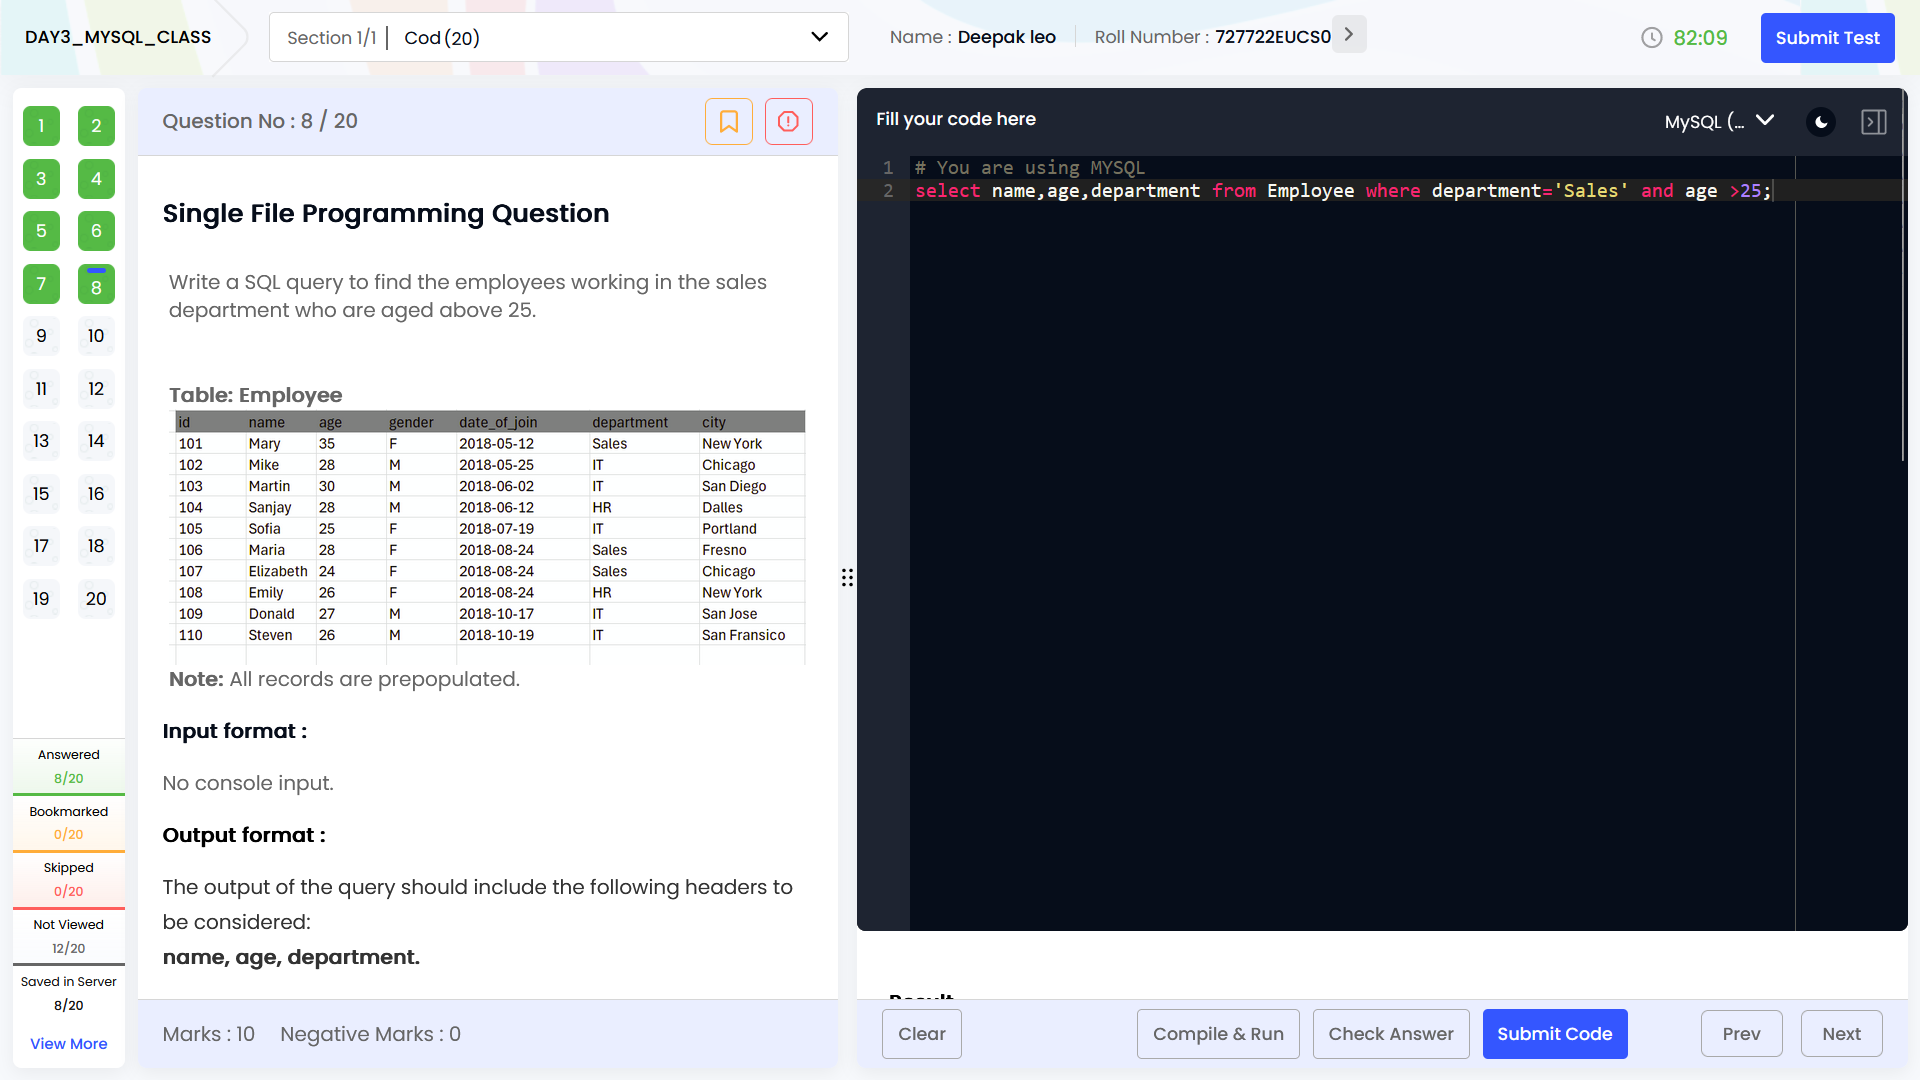 DAY3_MYSQL_CLASS
Section 1/1 | Cod (20)
Name : Deepak leo
Roll Number : 727722EUCS0
82:09
Submit Test
1 2
3 4
5 6
7 8
9 10
11 12
13 14
15 16
17 18
19 20
Answered
8/20
Bookmarked
0/20
Skipped
0/20
Not Viewed
12/20
Saved in Server
8/20
View More
Question No : 8 / 20
Single File Programming Question
Write a SQL query to find the employees working in the sales
department who are aged above 25.
Table: Employee
id name age gender date_of_join department city
101 Mary 35 F 2018-05-12 Sales New York
102 Mike 28 M 2018-05-25 IT Chicago
103 Martin 30 M 2018-06-02 IT San Diego
104 Sanjay 28 M 2018-06-12 HR Dalles
105 Sofia 25 F 2018-07-19 IT Portland
106 Maria 28 F 2018-08-24 Sales Fresno
107 Elizabeth 24 F 2018-08-24 Sales Chicago
108 Emily 26 F 2018-08-24 HR New York
109 Donald 27 M 2018-10-17 IT San Jose
110 Steven 26 M 2018-10-19 IT San Fransico
Note: All records are prepopulated.
Input format :
No console input.
Output format :
The output of the query should include the following headers to
be considered:
name, age, department.
Marks : 10 Negative Marks : 0
Fill your code here
MySQL (...
1 # You are using MYSQL
2 select name,age,department from Employee where department='Sales' and age >25;
Result
Clear
Compile & Run
Check Answer
Submit Code
Prev
Next